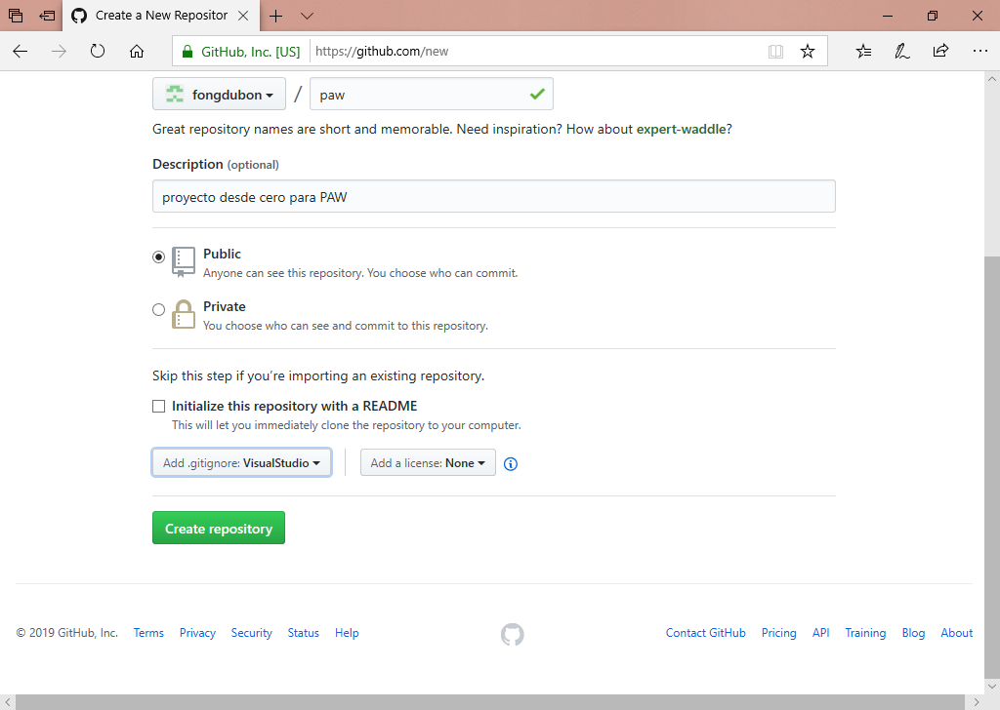 Create a New Repositor
GitHub, Inc. [US] https://github.com/new
fongdubon / paw
Great repository names are short and memorable. Need inspiration? How about expert-waddle?
Description (optional)
proyecto desde cero para PAW
Public
Anyone can see this repository. You choose who can commit.
Private
You choose who can see and commit to this repository.
Skip this step if you’re importing an existing repository.
Initialize this repository with a README
This will let you immediately clone the repository to your computer.
Add .gitignore: VisualStudio Add a license: None
Create repository
© 2019 GitHub, Inc. Terms Privacy Security Status Help Contact GitHub Pricing API Training Blog About